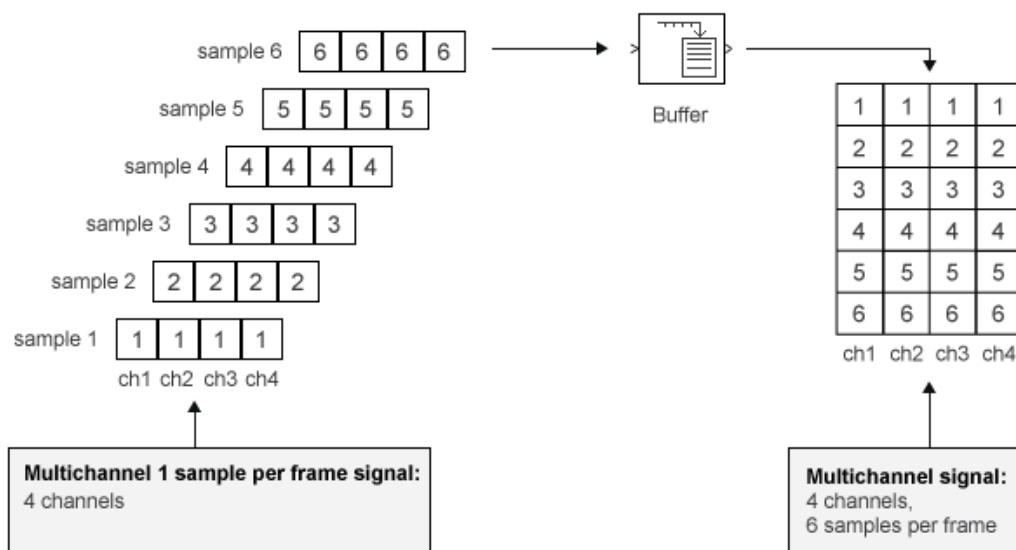 sample 6 6 6 6 6
sample 5 5 5 5 5
sample 4 4 4 4 4
sample 3 3 3 3 3
sample 2 2 2 2 2
sample 1 1 1 1 1
ch1 ch2 ch3 ch4
Multichannel 1 sample per frame signal:
4 channels
Buffer
1 1 1 1
2 2 2 2
3 3 3 3
4 4 4 4
5 5 5 5
6 6 6 6
ch1 ch2 ch3 ch4
Multichannel signal:
4 channels,
6 samples per frame